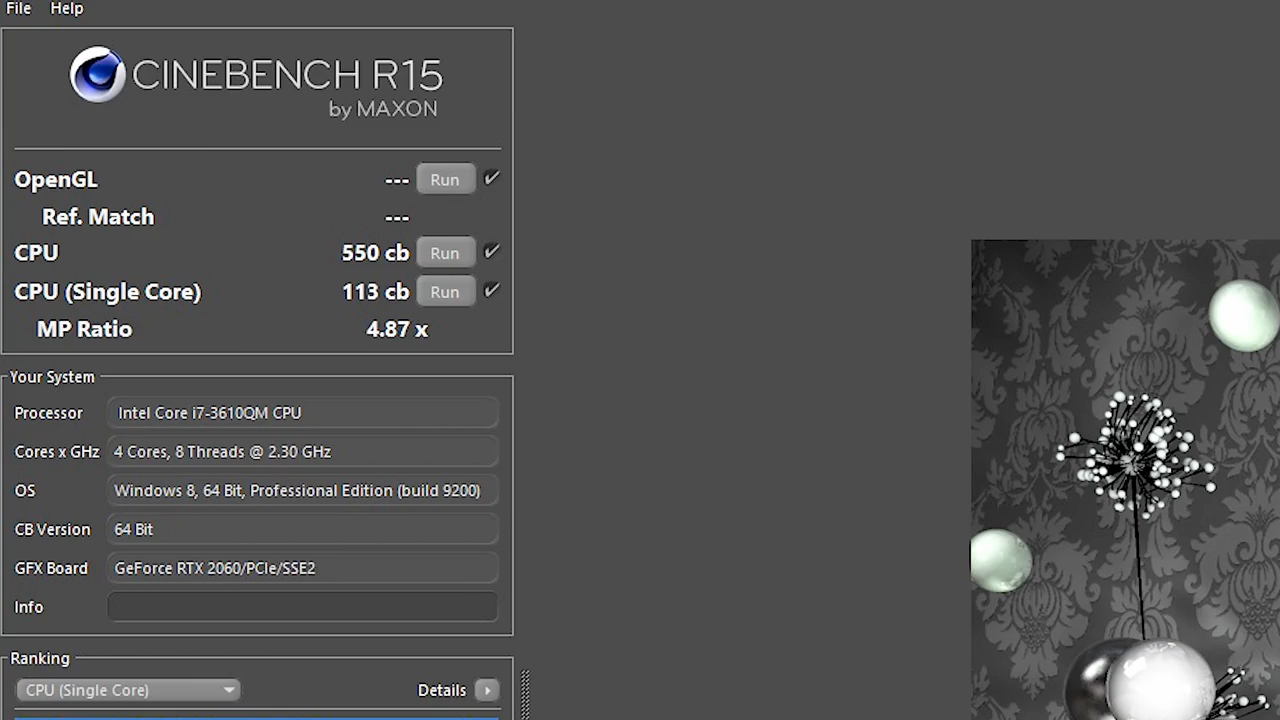 File Help
CINEBENCH R15
by MAXON
OpenGL --- Run
Ref. Match ---
CPU 550 cb Run
CPU (Single Core) 113 cb Run
MP Ratio 4.87 x
Your System
Processor Intel Core i7-3610QM CPU
Cores x GHz 4 Cores, 8 Threads @ 2.30 GHz
OS Windows 8, 64 Bit, Professional Edition (build 9200)
CB Version 64 Bit
GFX Board GeForce RTX 2060/PCIe/SSE2
Info
Ranking
CPU (Single Core) Details